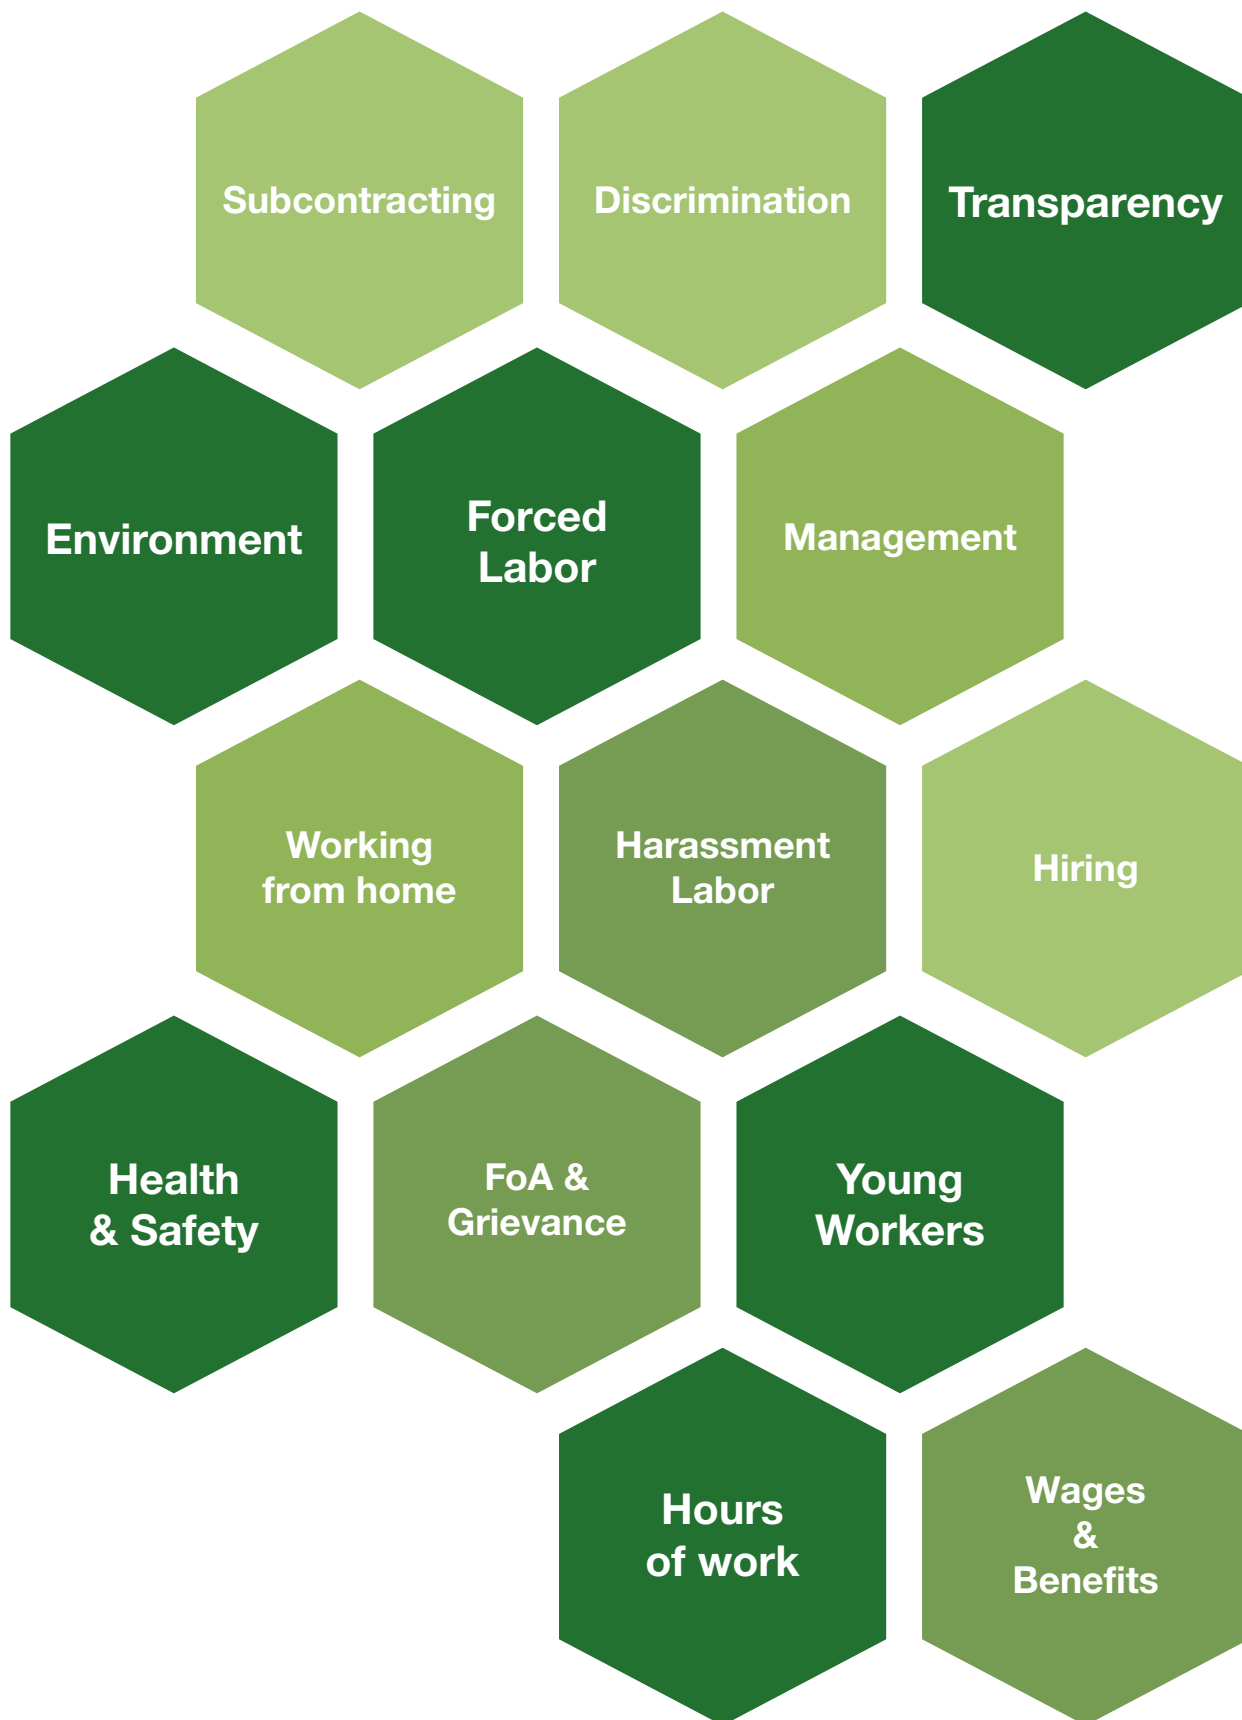 Subcontracting
Discrimination
Transparency
Environment
Forced
Labor
Management
Working
from home
Harassment
Labor
Hiring
Health
& Safety
FoA &
Grievance
Young
Workers
Hours
of work
Wages
&
Benefits